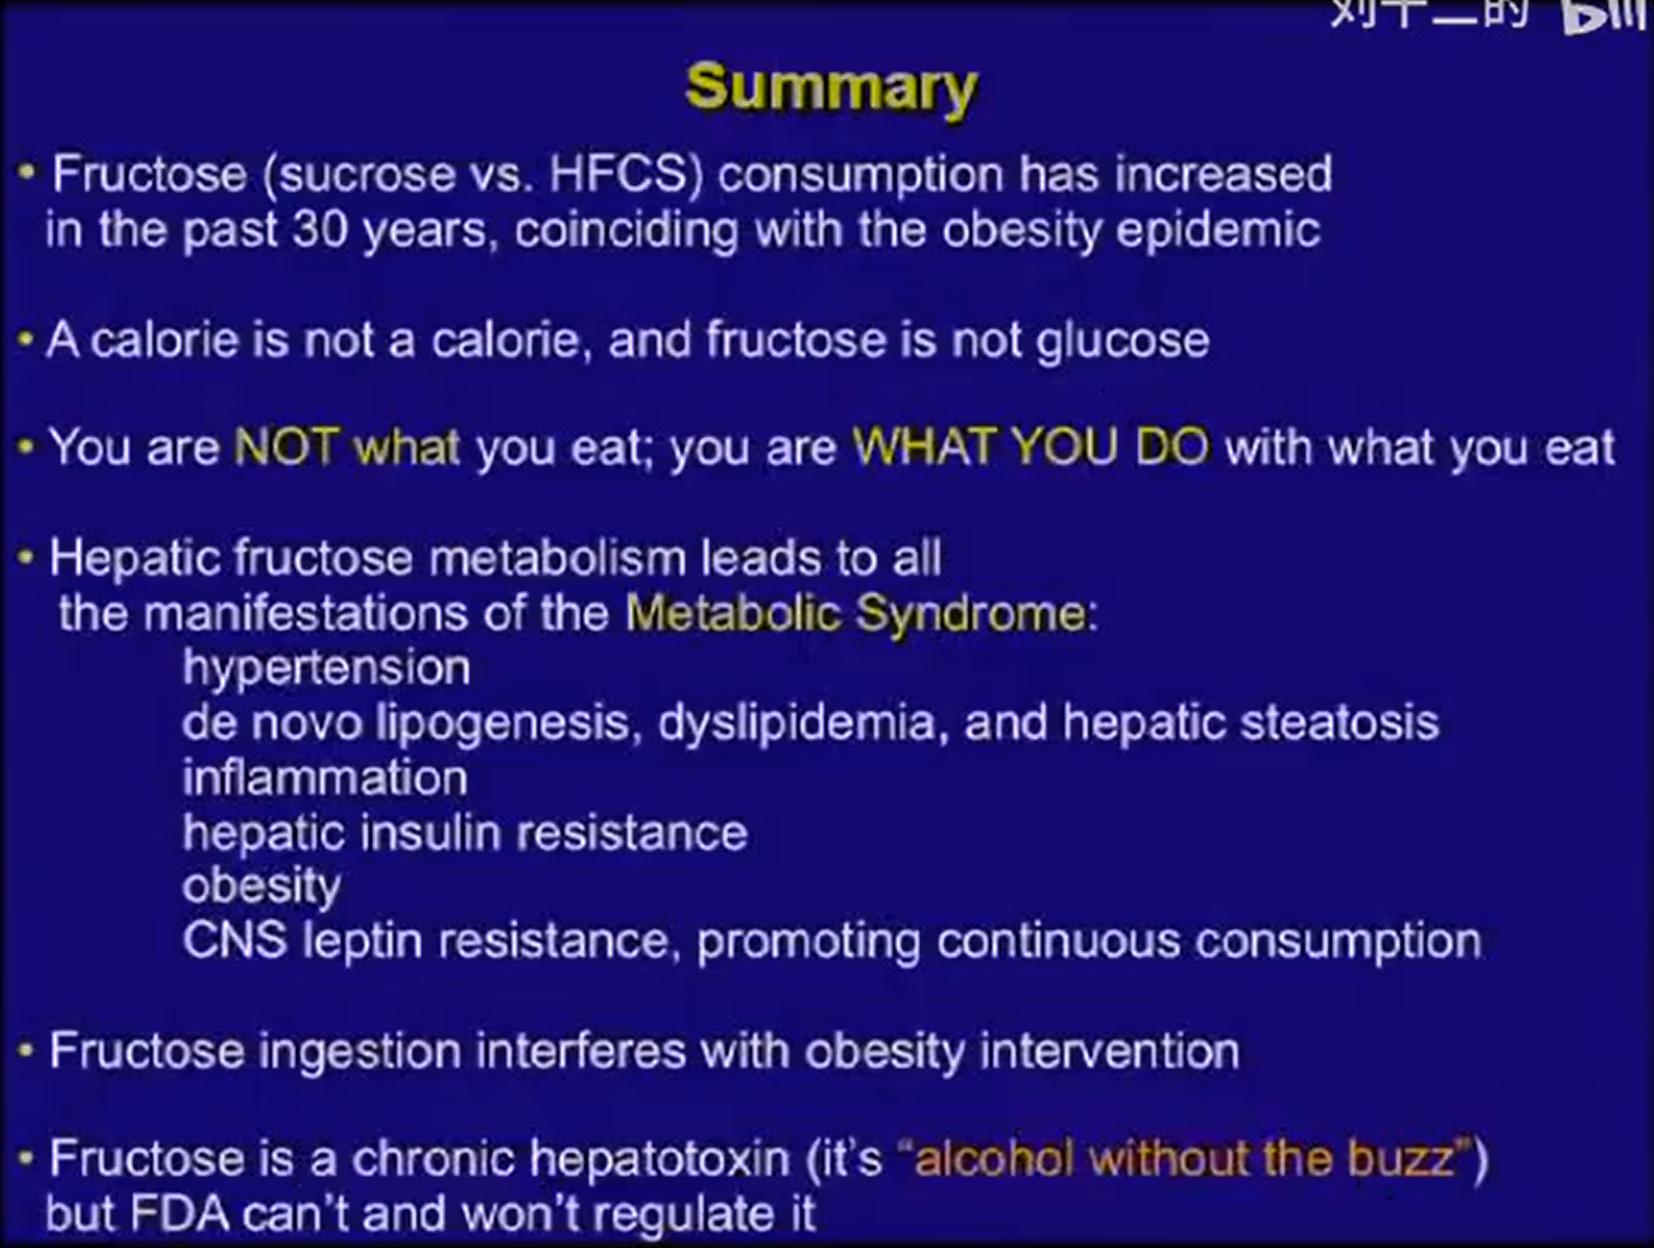 刘十二的 bili
Summary
• Fructose (sucrose vs. HFCS) consumption has increased
in the past 30 years, coinciding with the obesity epidemic
• A calorie is not a calorie, and fructose is not glucose
• You are NOT what you eat; you are WHAT YOU DO with what you eat
• Hepatic fructose metabolism leads to all
the manifestations of the Metabolic Syndrome:
hypertension
de novo lipogenesis, dyslipidemia, and hepatic steatosis
inflammation
hepatic insulin resistance
obesity
CNS leptin resistance, promoting continuous consumption
• Fructose ingestion interferes with obesity intervention
• Fructose is a chronic hepatotoxin (it's “alcohol without the buzz”)
but FDA can't and won't regulate it